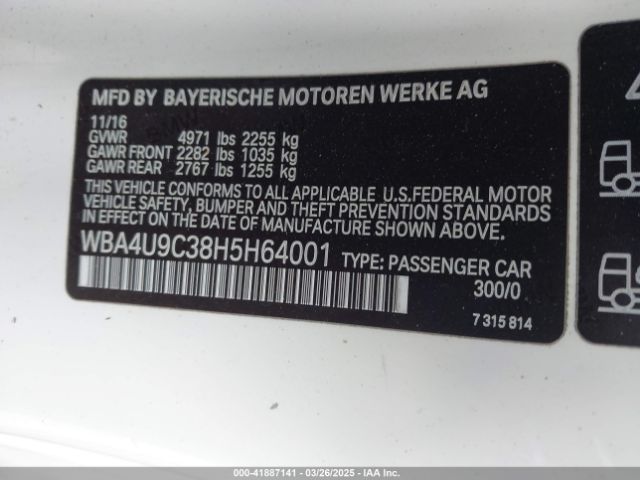 MFD BY BAYERISCHE MOTOREN WERKE AG
11/16
GVWR 4971 lbs 2255 kg
GAWR FRONT 2282 lbs 1035 kg
GAWR REAR 2767 lbs 1255 kg
THIS VEHICLE CONFORMS TO ALL APPLICABLE U.S.FEDERAL MOTOR
VEHICLE SAFETY, BUMPER AND THEFT PREVENTION STANDARDS
IN EFFECT ON THE DATE OF MANUFACTURE SHOWN ABOVE.
WBA4U9C38H5H64001 TYPE: PASSENGER CAR
300/0
7 315 814
000-41887141 — 03/26/2025 — IAAI.com